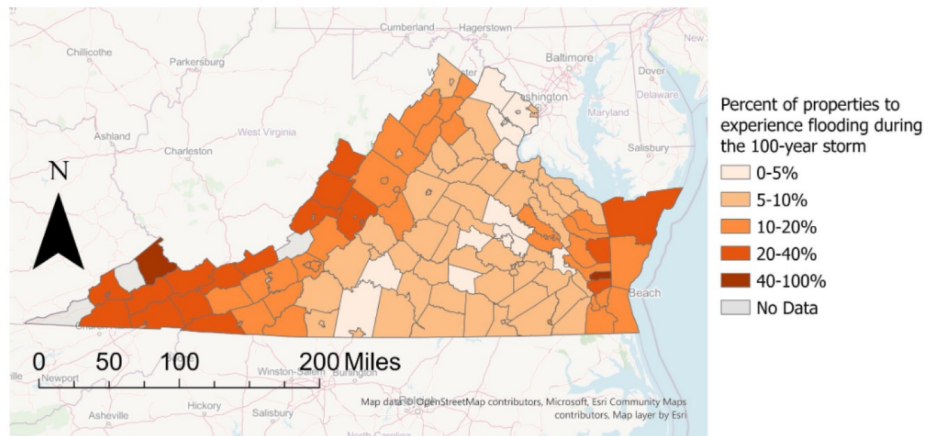 Cumberland
Hagerstown
New
Chillicothe
Parkersburg
Baltimore
Dover
Delaware
Maryland
Ashland
West Virginia
Charleston
Salisbury
N
Beach
0 50 100 200 Miles
Newport
Winston-Salem
Burlington
Hickory
Salisbury
Asheville
North Carolina
Map data © OpenStreetMap contributors, Microsoft, Esri Community Maps
contributors, Map layer by Esri
Percent of properties to
experience flooding during
the 100-year storm
0-5%
5-10%
10-20%
20-40%
40-100%
No Data